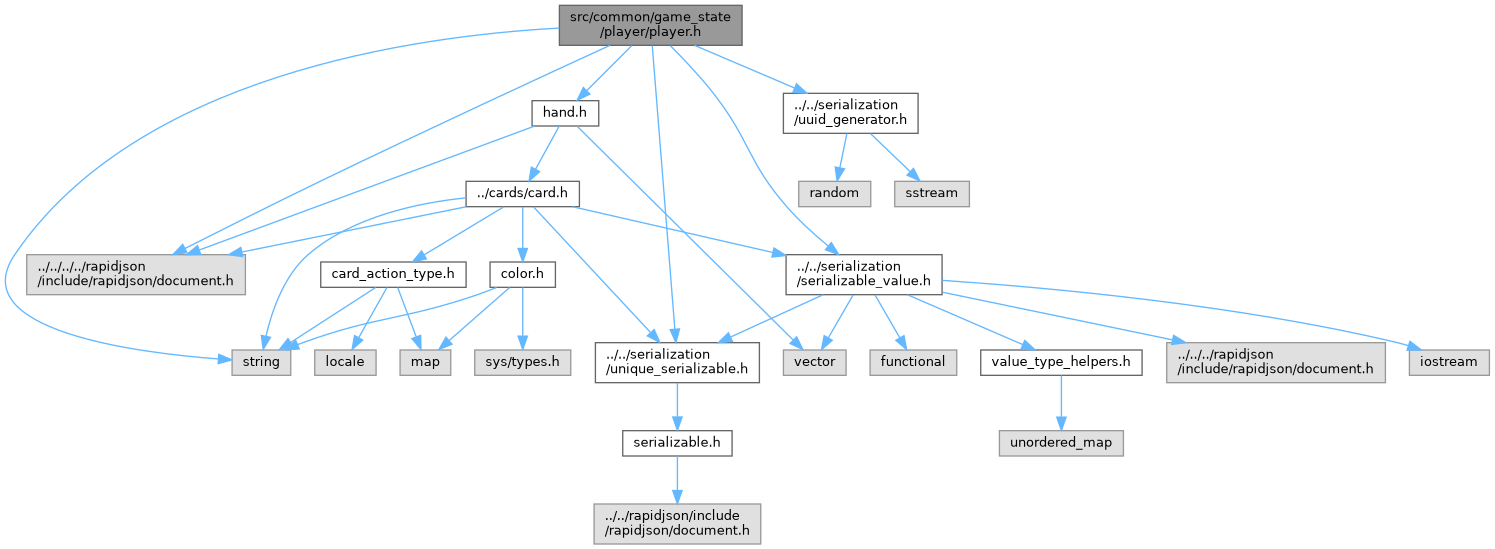 src/common/game_state
/player/player.h
hand.h
../../serialization
/uuid_generator.h
../cards/card.h
random
sstream
../../../../rapidjson
/include/rapidjson/document.h
card_action_type.h
color.h
../../serialization
/serializable_value.h
string
locale
map
sys/types.h
../../serialization
/unique_serializable.h
vector
functional
value_type_helpers.h
../../../rapidjson
/include/rapidjson/document.h
iostream
serializable.h
unordered_map
../../rapidjson/include
/rapidjson/document.h